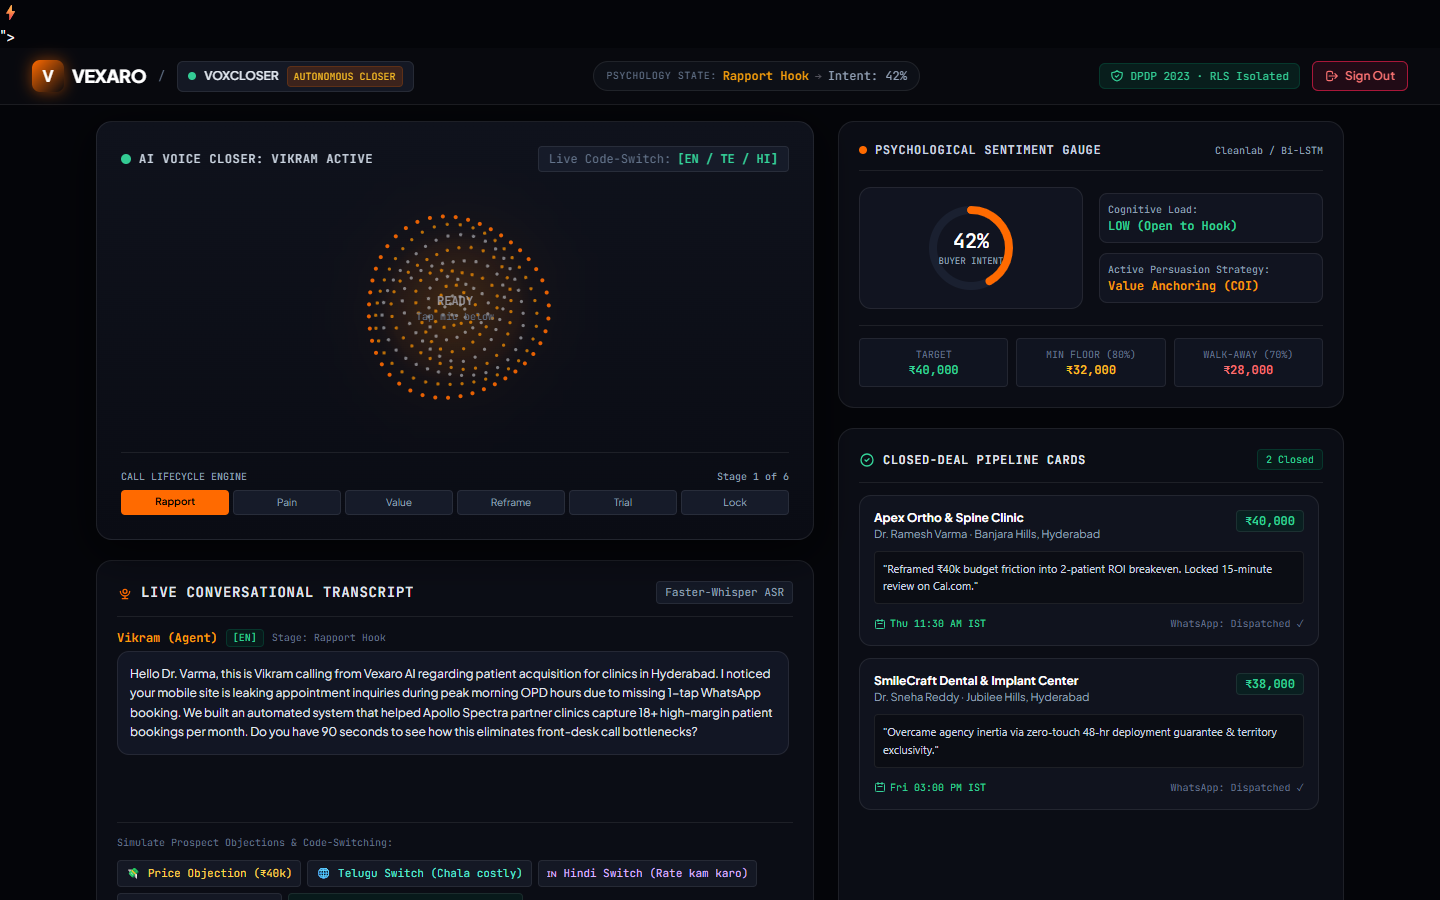 ">
V VEXARO / VOXCLOSER AUTONOMOUS CLOSER
PSYCHOLOGY STATE: Rapport Hook → Intent: 42%
DPDP 2023 · RLS Isolated
Sign Out
AI VOICE CLOSER: VIKRAM ACTIVE
Live Code-Switch: [EN / TE / HI]
READY
Tap mic below
CALL LIFECYCLE ENGINE
Stage 1 of 6
Rapport
Pain
Value
Reframe
Trial
Lock
LIVE CONVERSATIONAL TRANSCRIPT
Faster-Whisper ASR
Vikram (Agent) [EN] Stage: Rapport Hook
Hello Dr. Varma, this is Vikram calling from Vexaro AI regarding patient acquisition for clinics in Hyderabad. I noticed
your mobile site is leaking appointment inquiries during peak morning OPD hours due to missing 1-tap WhatsApp
booking. We built an automated system that helped Apollo Spectra partner clinics capture 18+ high-margin patient
bookings per month. Do you have 90 seconds to see how this eliminates front-desk call bottlenecks?
Simulate Prospect Objections & Code-Switching:
💸 Price Objection (₹40k)
🌐 Telugu Switch (Chala costly)
IN Hindi Switch (Rate kam karo)
PSYCHOLOGICAL SENTIMENT GAUGE
Cleanlab / Bi-LSTM
42%
BUYER INTENT
Cognitive Load:
LOW (Open to Hook)
Active Persuasion Strategy:
Value Anchoring (COI)
TARGET
₹40,000
MIN FLOOR (80%)
₹32,000
WALK-AWAY (70%)
₹28,000
CLOSED-DEAL PIPELINE CARDS
2 Closed
Apex Ortho & Spine Clinic
Dr. Ramesh Varma · Banjara Hills, Hyderabad
₹40,000
"Reframed ₹40k budget friction into 2-patient ROI breakeven. Locked 15-minute
review on Cal.com."
Thu 11:30 AM IST
WhatsApp: Dispatched ✓
SmileCraft Dental & Implant Center
Dr. Sneha Reddy · Jubilee Hills, Hyderabad
₹38,000
"Overcame agency inertia via zero-touch 48-hr deployment guarantee & territory
exclusivity."
Fri 03:00 PM IST
WhatsApp: Dispatched ✓